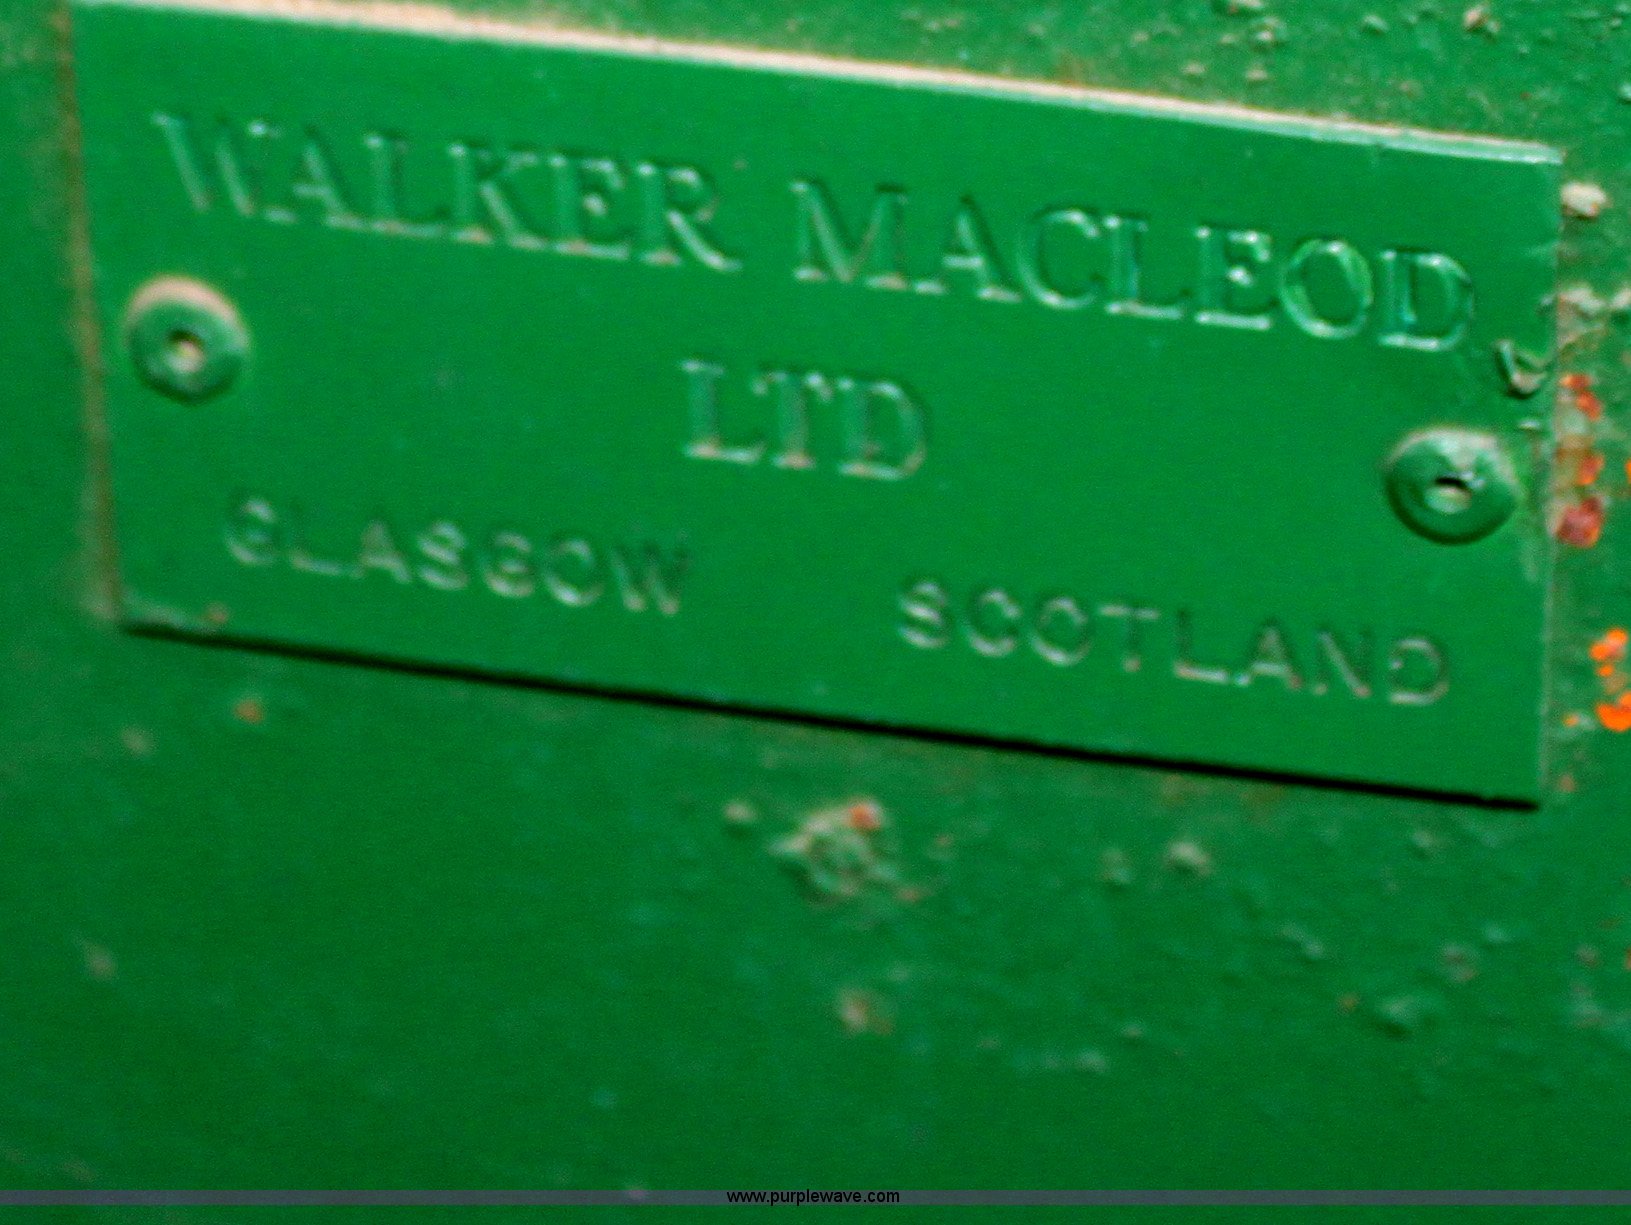 WALKER MACLEOD
LTD
GLASGOW SCOTLAND
www.purplewave.com